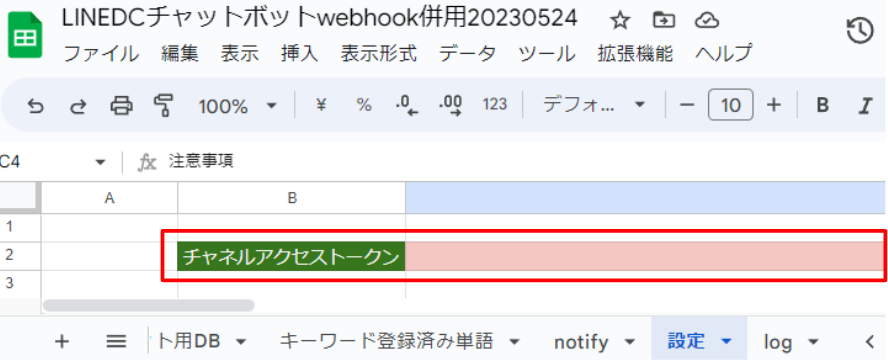 LINEDCチャットボットwebhook併用20230524
ファイル 編集 表示 挿入 表示形式 データ ツール 拡張機能 ヘルプ
100% ¥ % .0 .00 123 デフォ... 10 B I
C4 fx 注意事項
A B
1
2 チャネルアクセストークン
3
ト用DB キーワード登録済み単語 notify 設定 log